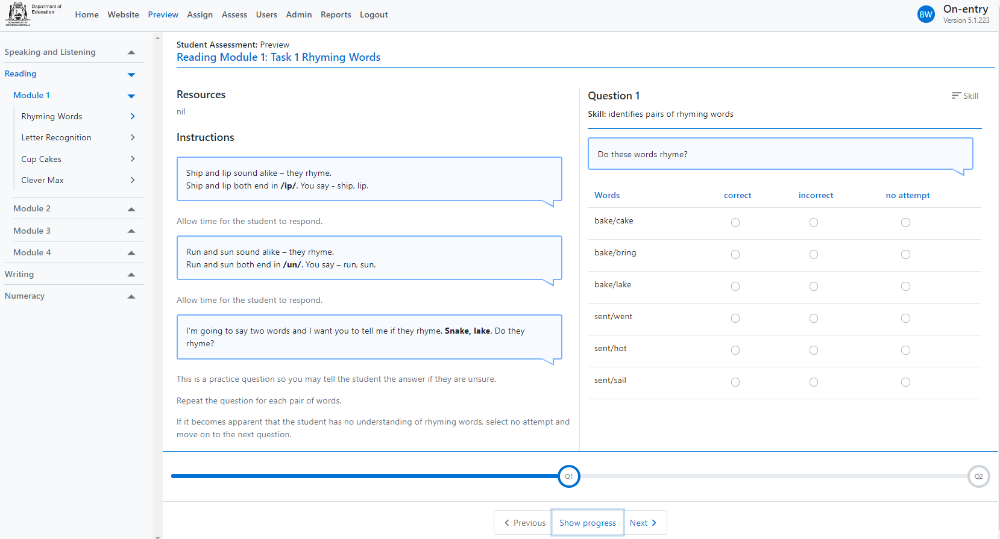 Department of
Education
GOVERNMENT OF
WESTERN AUSTRALIA
Home Website Preview Assign Assess Users Admin Reports Logout
BW
On-entry
Version 5.1.223
Speaking and Listening
Reading
Module 1
Rhyming Words
Letter Recognition
Cup Cakes
Clever Max
Module 2
Module 3
Module 4
Writing
Numeracy
Student Assessment: Preview
Reading Module 1: Task 1 Rhyming Words
Resources
nil
Instructions
Ship and lip sound alike – they rhyme.
Ship and lip both end in /ip/. You say - ship, lip.
Allow time for the student to respond.
Run and sun sound alike – they rhyme.
Run and sun both end in /un/. You say – run, sun.
Allow time for the student to respond.
I'm going to say two words and I want you to tell me if they rhyme. Snake, lake. Do they
rhyme?
This is a practice question so you may tell the student the answer if they are unsure.
Repeat the question for each pair of words.
If it becomes apparent that the student has no understanding of rhyming words, select no attempt and
move on to the next question.
Question 1
Skill
Skill: identifies pairs of rhyming words
Do these words rhyme?
Words correct incorrect no attempt
bake/cake
bake/bring
bake/lake
sent/went
sent/hot
sent/sail
Q1
Q2
Previous Show progress Next